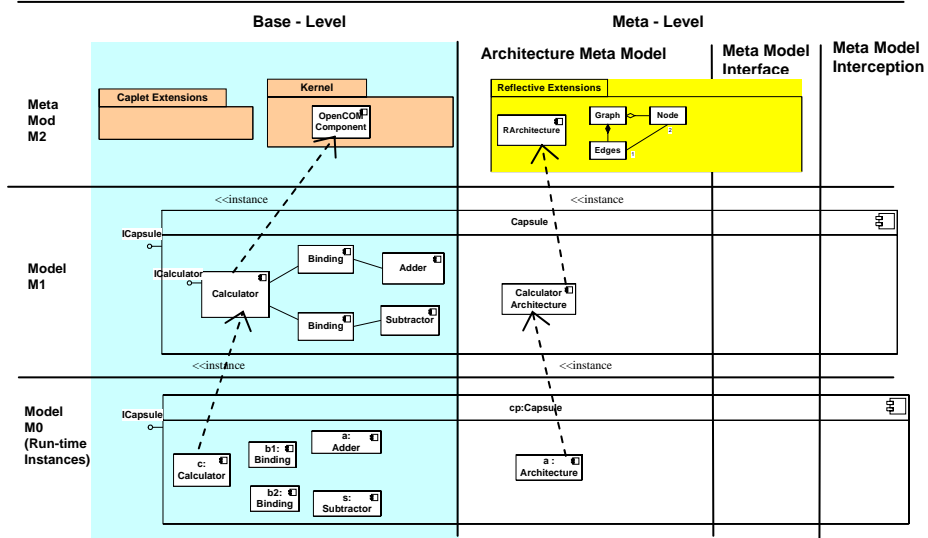 Base - Level
Meta - Level
Architecture Meta Model
Meta Model
Interface
Meta Model
Interception
Meta
Mod
M2
Caplet Extensions
Kernel
OpenCOM
Component
Reflective Extensions
RArchitecture
Graph
Node
Edges
2
1
<<instance
<<instance
Capsule
ICapsule
Model
M1
ICalculator
Calculator
Binding
Adder
Binding
Subtractor
Calculator
Architecture
<<instance
<<instance
cp:Capsule
ICapsule
Model
M0
(Run-time
Instances)
c:
Calculator
b1:
Binding
a:
Adder
b2:
Binding
s:
Subtractor
a :
Architecture